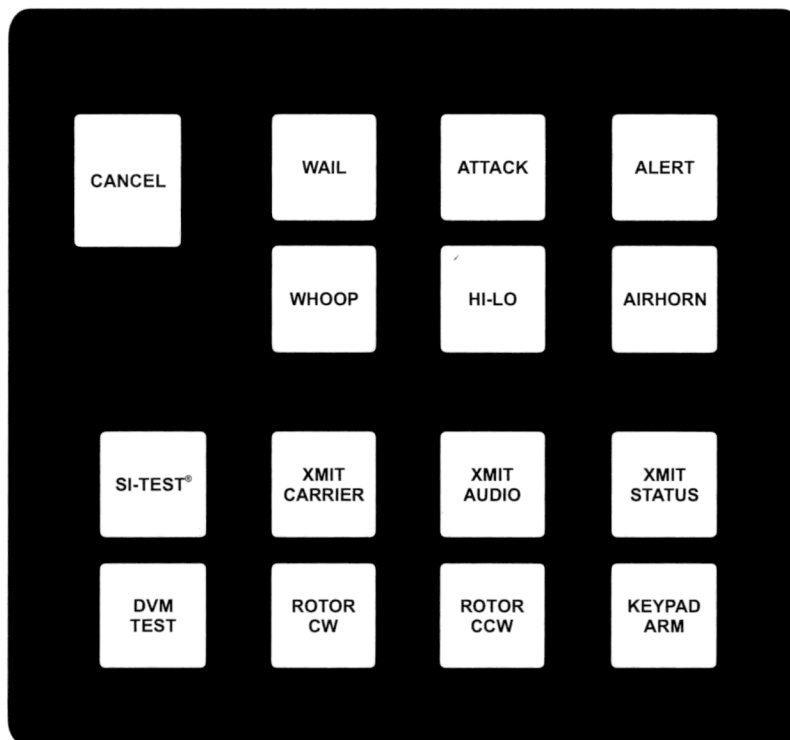 CANCEL
WAIL
ATTACK
ALERT
WHOOP
HI-LO
AIRHORN
SI-TEST®
XMIT
CARRIER
XMIT
AUDIO
XMIT
STATUS
DVM
TEST
ROTOR
CW
ROTOR
CCW
KEYPAD
ARM